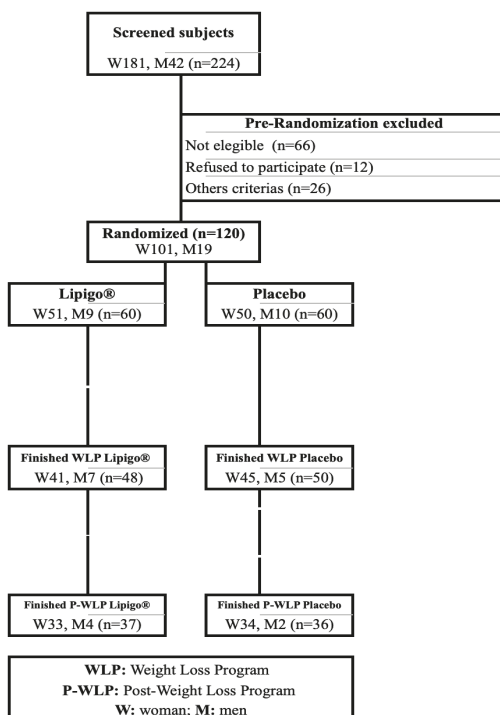 Screened subjects
W181, M42 (n=224)
Pre-Randomization excluded
Not elegible (n=66)
Refused to participate (n=12)
Others criterias (n=26)
Randomized (n=120)
W101, M19
Lipigo®
W51, M9 (n=60)
Placebo
W50, M10 (n=60)
Finished WLP Lipigo®
W41, M7 (n=48)
Finished WLP Placebo
W45, M5 (n=50)
Finished P-WLP Lipigo®
W33, M4 (n=37)
Finished P-WLP Placebo
W34, M2 (n=36)
WLP: Weight Loss Program
P-WLP: Post-Weight Loss Program
W: woman; M: men